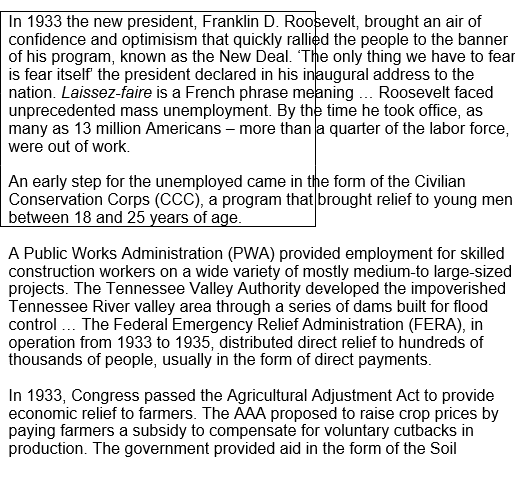 In 1933 the new president, Franklin D. Roosevelt, brought an air of
confidence and optimisism that quickly rallied the people to the banner
of his program, known as the New Deal. ‘The only thing we have to fear
is fear itself’ the president declared in his inaugural address to the
nation. Laissez-faire is a French phrase meaning … Roosevelt faced
unprecedented mass unemployment. By the time he took office, as
many as 13 million Americans – more than a quarter of the labor force,
were out of work.
An early step for the unemployed came in the form of the Civilian
Conservation Corps (CCC), a program that brought relief to young men
between 18 and 25 years of age.
A Public Works Administration (PWA) provided employment for skilled
construction workers on a wide variety of mostly medium-to large-sized
projects. The Tennessee Valley Authority developed the impoverished
Tennessee River valley area through a series of dams built for flood
control … The Federal Emergency Relief Administration (FERA), in
operation from 1933 to 1935, distributed direct relief to hundreds of
thousands of people, usually in the form of direct payments.
In 1933, Congress passed the Agricultural Adjustment Act to provide
economic relief to farmers. The AAA proposed to raise crop prices by
paying farmers a subsidy to compensate for voluntary cutbacks in
production. The government provided aid in the form of the Soil